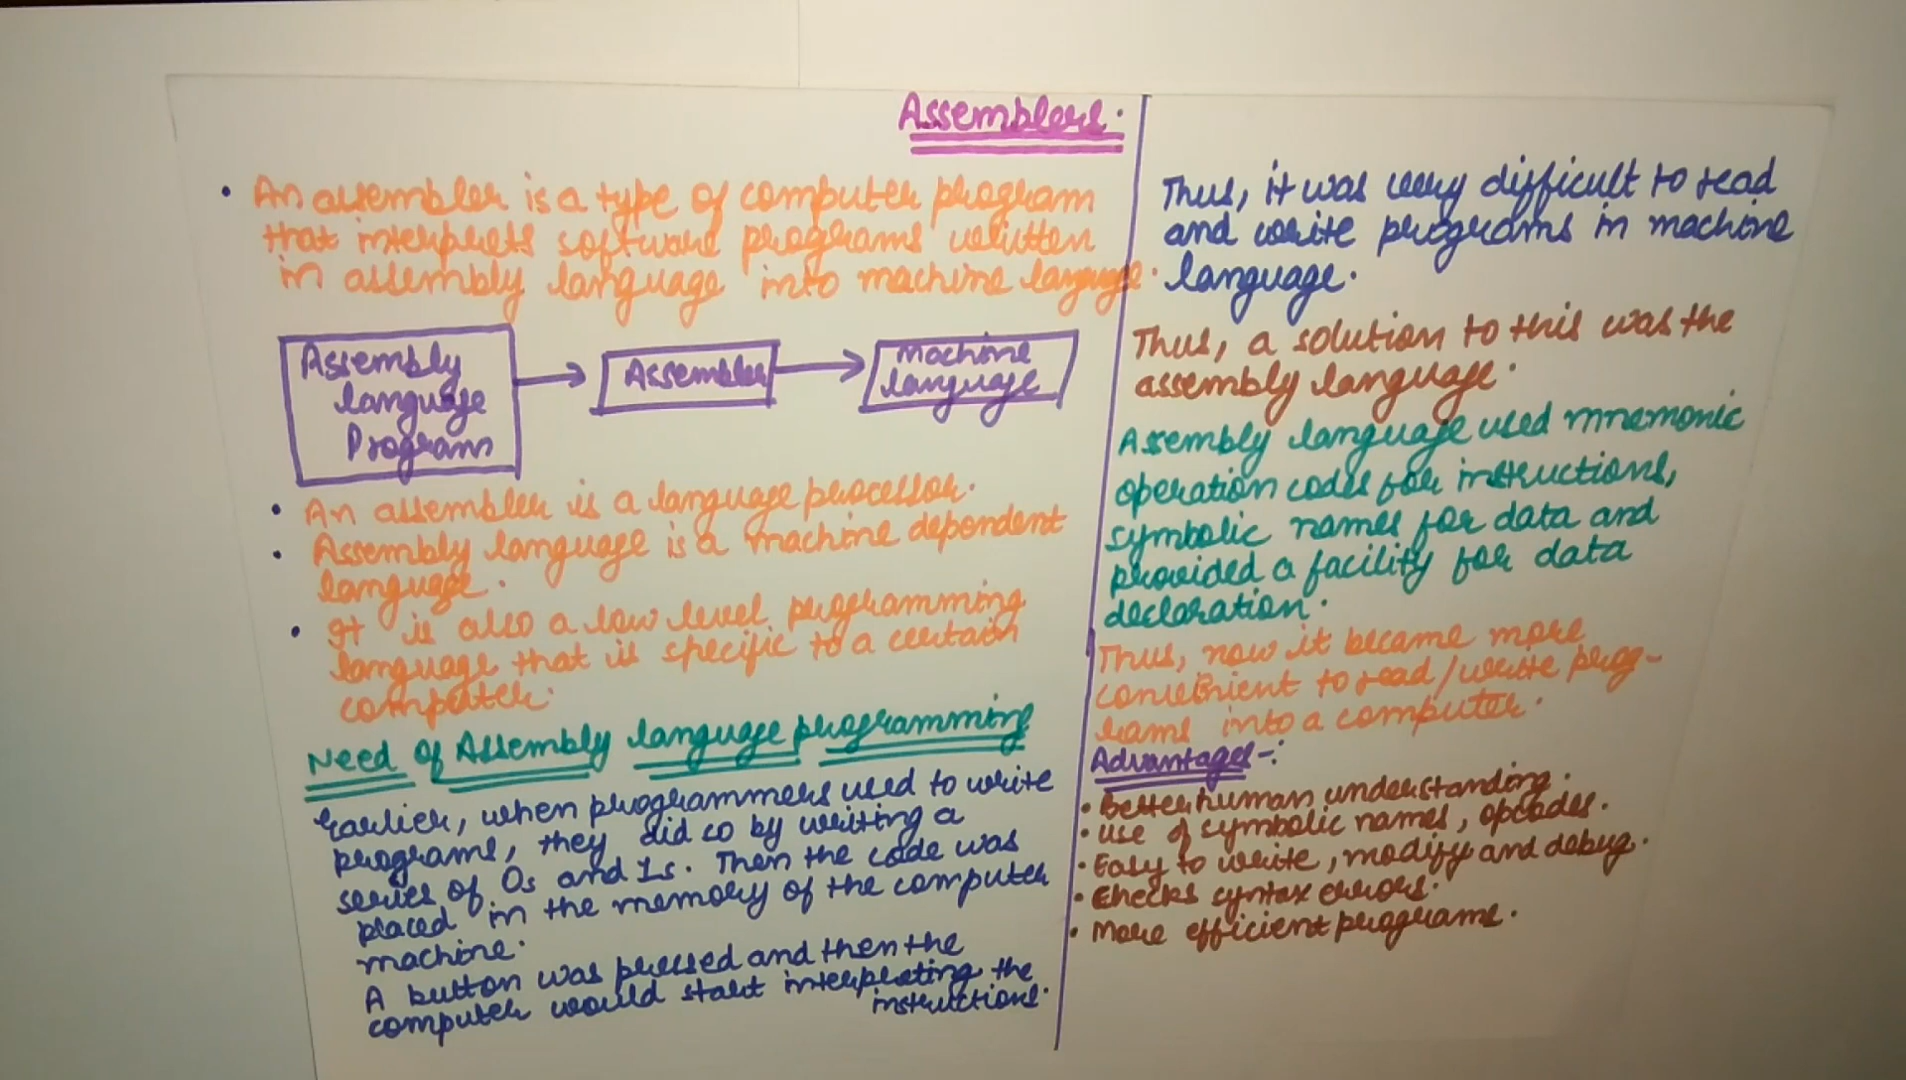 Assemblers.
• An assembler is a type of computer program
that interprets software programs written
in assembly language into machine language.
Assembly
language
Program
Assembler
Machine
language
• An assembler is a language processor.
• Assembly language is a machine dependent
language.
• It is also a low level programming
language that is specific to a certain
computer.
Need of Assembly language programming
Earlier, when programmers used to write
programs, they did so by writing a
series of 0s and 1s. Then the code was
placed in the memory of the computer
machine.
A button was pressed and then the
computer would start interpreting the
instructions.
Thus, it was very difficult to read
and write programs in machine
language.
Thus, a solution to this was the
assembly language.
Assembly language used mnemonic
operation codes for instructions,
symbolic names for data and
provided a facility for data
declaration.
Thus, now it became more
convenient to read/write prog-
rams into a computer.
Advantages -:
• Better human understanding.
• use of symbolic names, opcodes.
• Easy to write, modify and debug.
• Checks syntax errors.
• More efficient programs.